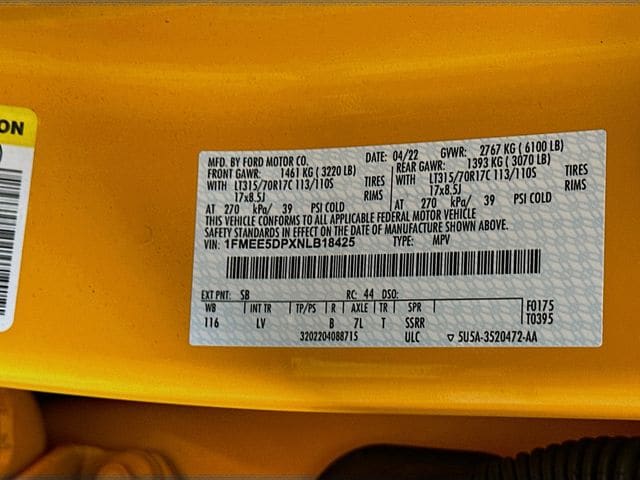 ON
MFD. BY FORD MOTOR CO. DATE: 04/22 GVWR: 2767 KG ( 6100 LB)
FRONT GAWR: 1461 KG ( 3220 LB) REAR GAWR: 1393 KG ( 3070 LB)
WITH LT315/70R17C 113/110S TIRES WITH LT315/70R17C 113/110S TIRES
17x8.5J RIMS 17x8.5J RIMS
AT 270 kPa/ 39 PSI COLD AT 270 kPa/ 39 PSI COLD
THIS VEHICLE CONFORMS TO ALL APPLICABLE FEDERAL MOTOR VEHICLE
SAFETY STANDARDS IN EFFECT ON THE DATE OF MANUFACTURE SHOWN ABOVE.
VIN: 1FMEE5DPXNLB18425 TYPE: MPV
EXT PNT: SB RC: 44 DSO:
WB INT TR TP/PS R AXLE TR SPR F0175
116 LV B 7L T SSRR T0395
3202204088715 ULC ▽ 5U5A-3520472-AA